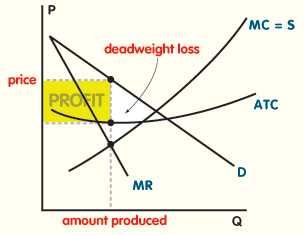 P
MC = S
deadweight loss
price
PROFIT
ATC
MR
D
amount produced
Q